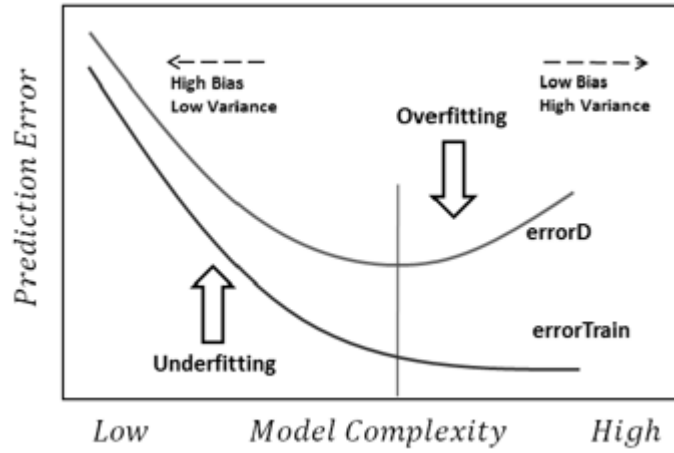 High Bias
Low Variance
Low Bias
High Variance
Overfitting
Prediction Error
errorD
errorTrain
Underfitting
Low Model Complexity High